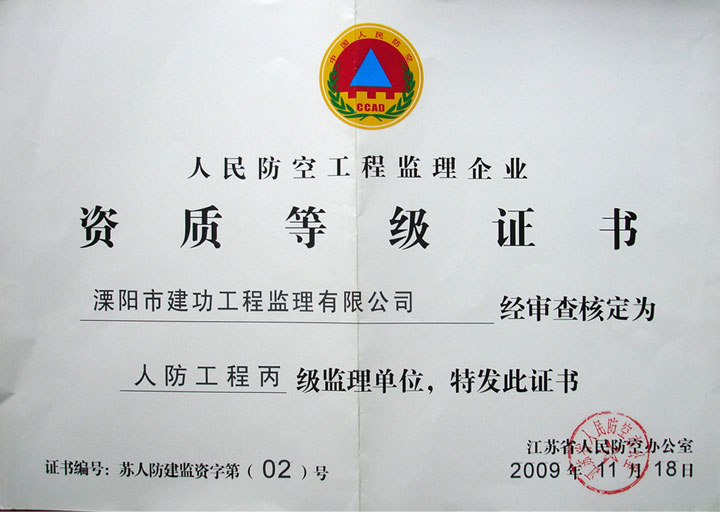 中国人民防空
CCAD
人民防空工程监理企业
资质等级证书
溧阳市建功工程监理有限公司 经审查核定为
人防工程丙 级监理单位，特发此证书
江苏省人民防空办公室
证书编号：苏人防建监资字第（02）号
2009年11月18日